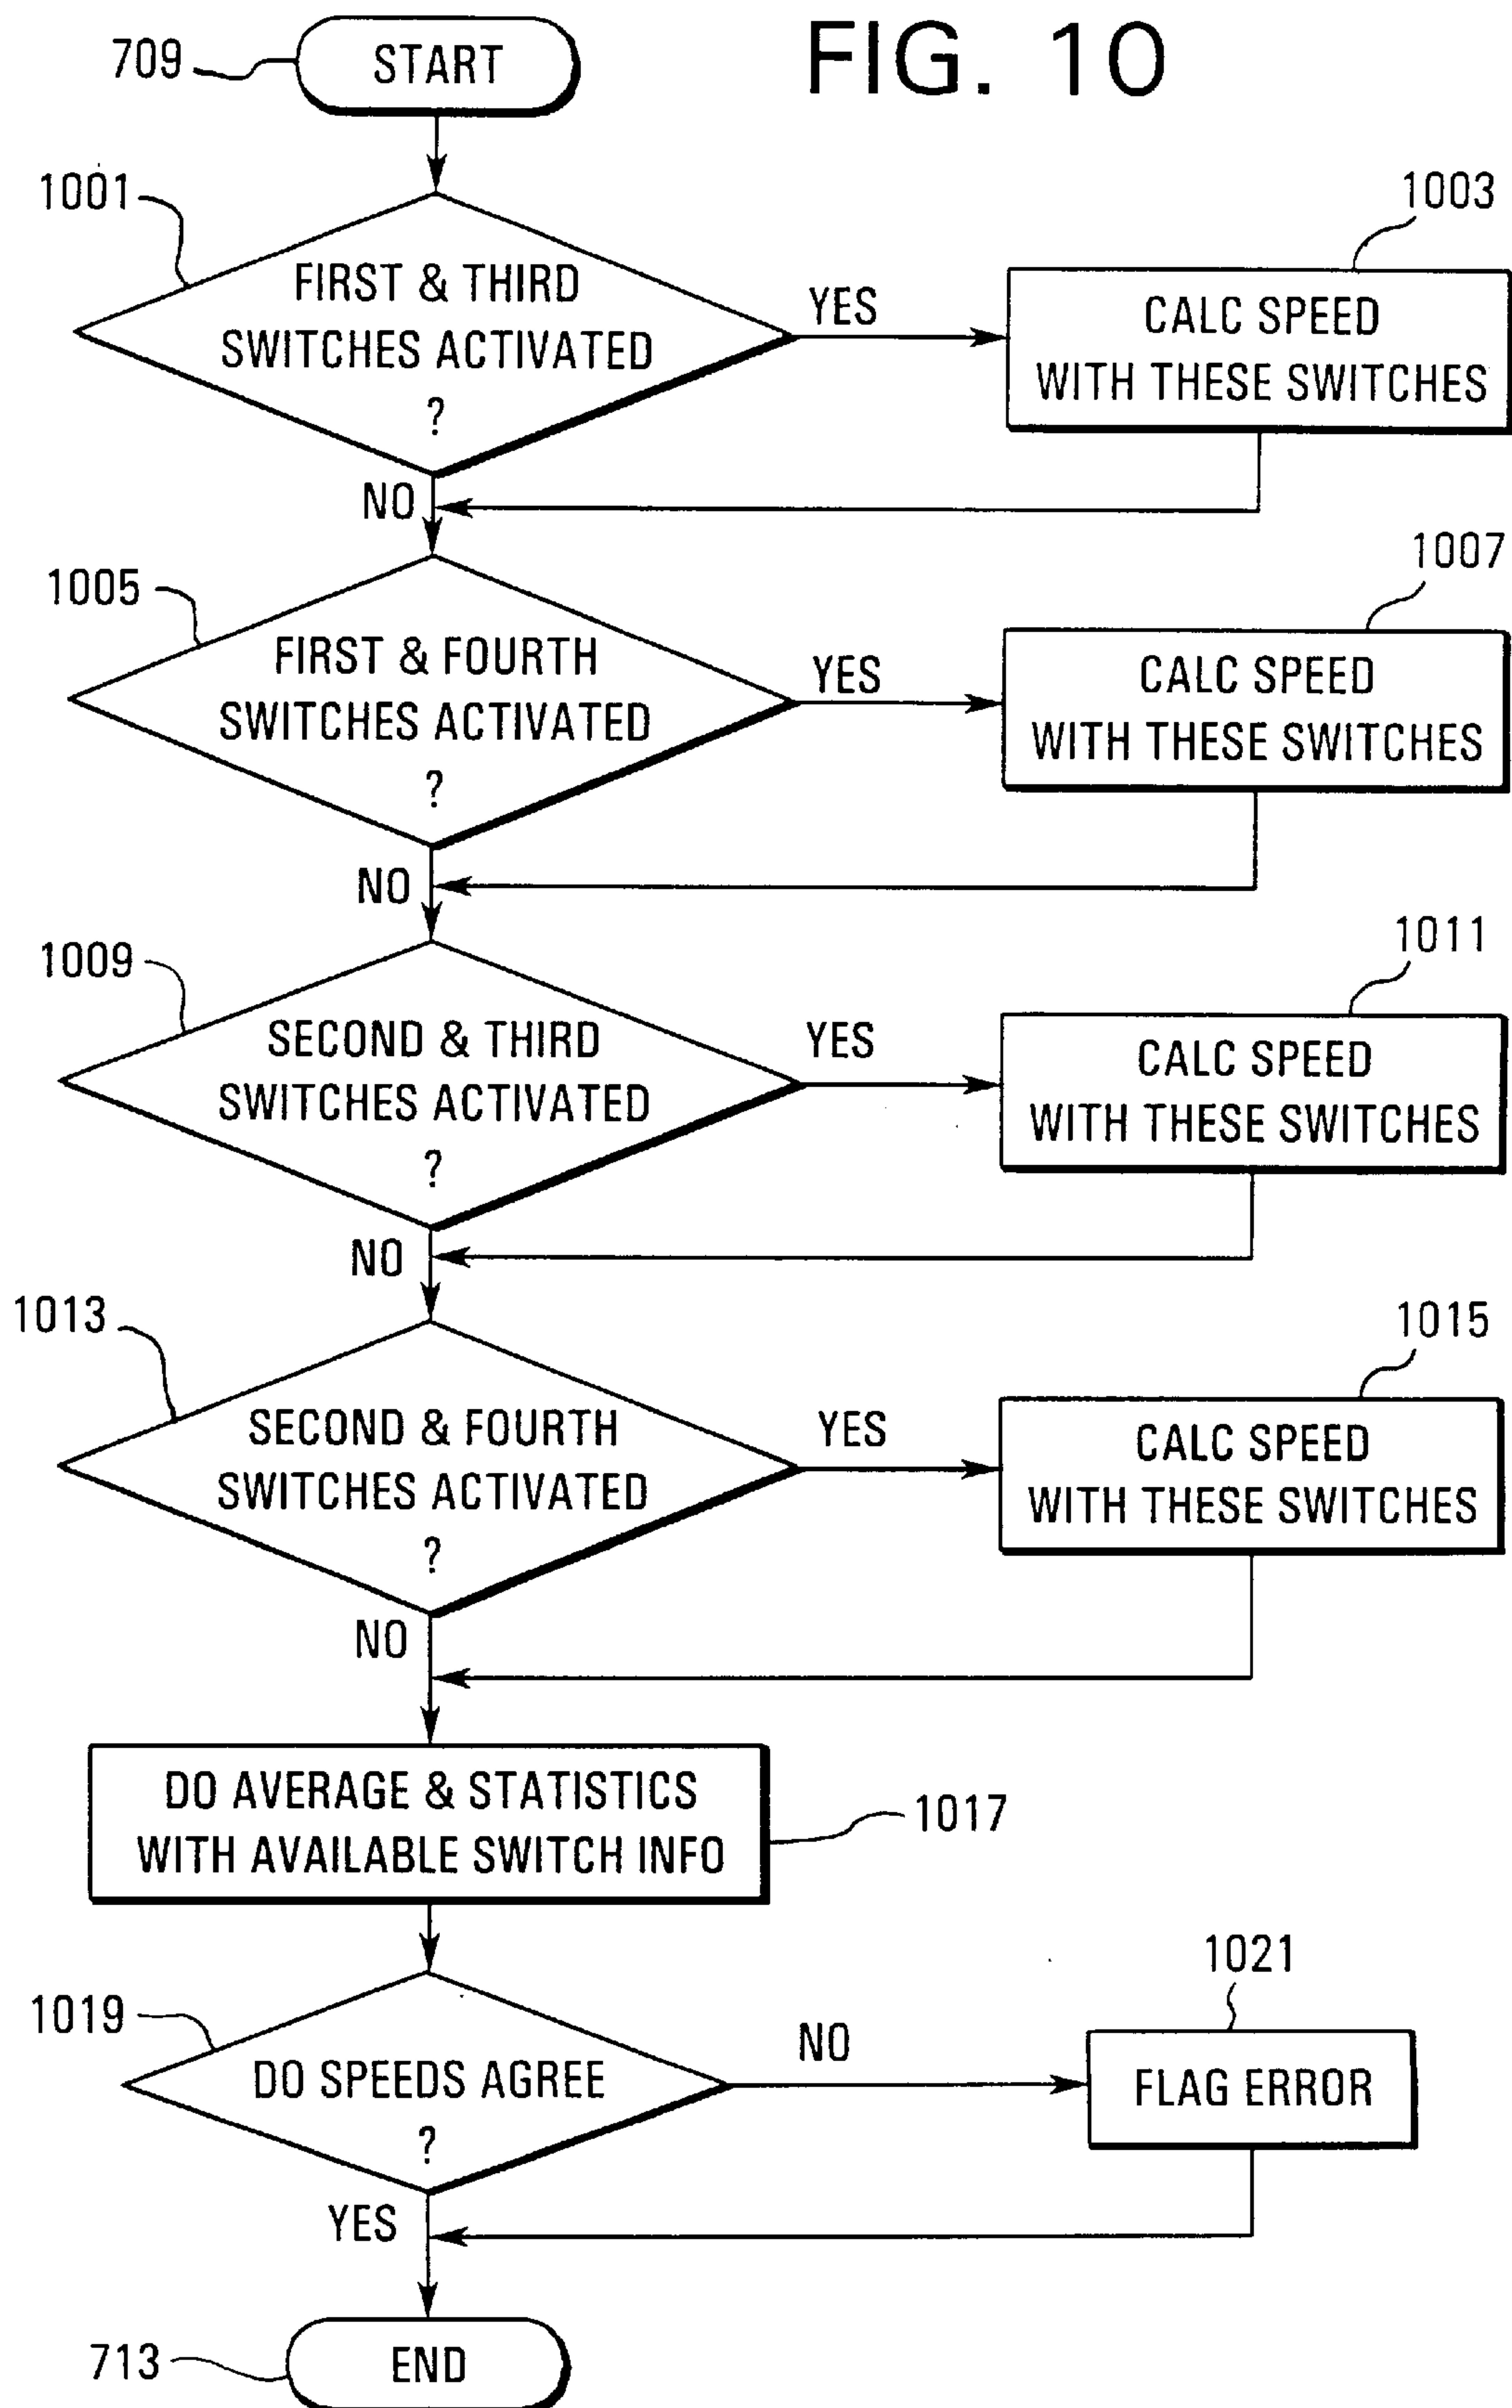 FIG. 10
709
START
1001
FIRST & THIRD
SWITCHES ACTIVATED
?
YES
NO
1003
CALC SPEED
WITH THESE SWITCHES
1005
FIRST & FOURTH
SWITCHES ACTIVATED
?
YES
NO
1007
CALC SPEED
WITH THESE SWITCHES
1009
SECOND & THIRD
SWITCHES ACTIVATED
?
YES
NO
1011
CALC SPEED
WITH THESE SWITCHES
1013
SECOND & FOURTH
SWITCHES ACTIVATED
?
YES
NO
1015
CALC SPEED
WITH THESE SWITCHES
DO AVERAGE & STATISTICS
WITH AVAILABLE SWITCH INFO
1017
1019
DO SPEEDS AGREE
?
NO
YES
1021
FLAG ERROR
713
END